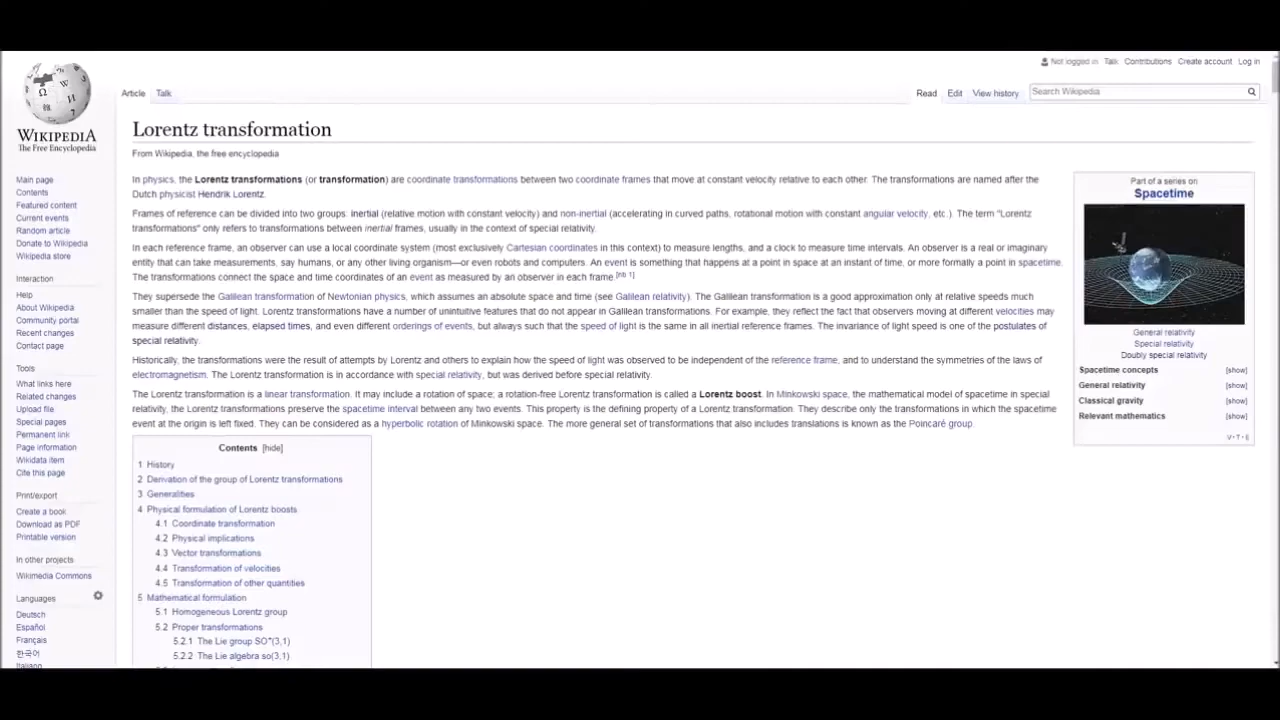 Not logged in Talk Contributions Create account Log in
Article Talk
Read Edit View history Search Wikipedia
WIKIPEDIA
The Free Encyclopedia
Main page
Contents
Featured content
Current events
Random article
Donate to Wikipedia
Wikipedia store
Interaction
Help
About Wikipedia
Community portal
Recent changes
Contact page
Tools
What links here
Related changes
Upload file
Special pages
Permanent link
Page information
Wikidata item
Cite this page
Print/export
Create a book
Download as PDF
Printable version
In other projects
Wikimedia Commons
Languages
Deutsch
Español
Français
한국어
Italiano
Lorentz transformation
From Wikipedia, the free encyclopedia
In physics, the Lorentz transformations (or transformation) are coordinate transformations between two coordinate frames that move at constant velocity relative to each other. The transformations are named after the
Dutch physicist Hendrik Lorentz.
Frames of reference can be divided into two groups: inertial (relative motion with constant velocity) and non-inertial (accelerating in curved paths, rotational motion with constant angular velocity, etc.). The term "Lorentz
transformations" only refers to transformations between inertial frames, usually in the context of special relativity.
In each reference frame, an observer can use a local coordinate system (most exclusively Cartesian coordinates in this context) to measure lengths, and a clock to measure time intervals. An observer is a real or imaginary
entity that can take measurements, say humans, or any other living organism—or even robots and computers. An event is something that happens at a point in space at an instant of time, or more formally a point in spacetime.
The transformations connect the space and time coordinates of an event as measured by an observer in each frame.[nb 1]
They supersede the Galilean transformation of Newtonian physics, which assumes an absolute space and time (see Galilean relativity). The Galilean transformation is a good approximation only at relative speeds much
smaller than the speed of light. Lorentz transformations have a number of unintuitive features that do not appear in Galilean transformations. For example, they reflect the fact that observers moving at different velocities may
measure different distances, elapsed times, and even different orderings of events, but always such that the speed of light is the same in all inertial reference frames. The invariance of light speed is one of the postulates of
special relativity.
Historically, the transformations were the result of attempts by Lorentz and others to explain how the speed of light was observed to be independent of the reference frame, and to understand the symmetries of the laws of
electromagnetism. The Lorentz transformation is in accordance with special relativity, but was derived before special relativity.
The Lorentz transformation is a linear transformation. It may include a rotation of space; a rotation-free Lorentz transformation is called a Lorentz boost. In Minkowski space, the mathematical model of spacetime in special
relativity, the Lorentz transformations preserve the spacetime interval between any two events. This property is the defining property of a Lorentz transformation. They describe only the transformations in which the spacetime
event at the origin is left fixed. They can be considered as a hyperbolic rotation of Minkowski space. The more general set of transformations that also includes translations is known as the Poincaré group.
Contents [hide]
1 History
2 Derivation of the group of Lorentz transformations
3 Generalities
4 Physical formulation of Lorentz boosts
4.1 Coordinate transformation
4.2 Physical implications
4.3 Vector transformations
4.4 Transformation of velocities
4.5 Transformation of other quantities
5 Mathematical formulation
5.1 Homogeneous Lorentz group
5.2 Proper transformations
5.2.1 The Lie group SO⁺(3,1)
5.2.2 The Lie algebra so(3,1)
Part of a series on
Spacetime
General relativity
Special relativity
Doubly special relativity
Spacetime concepts [show]
General relativity [show]
Classical gravity [show]
Relevant mathematics [show]
V·T·E